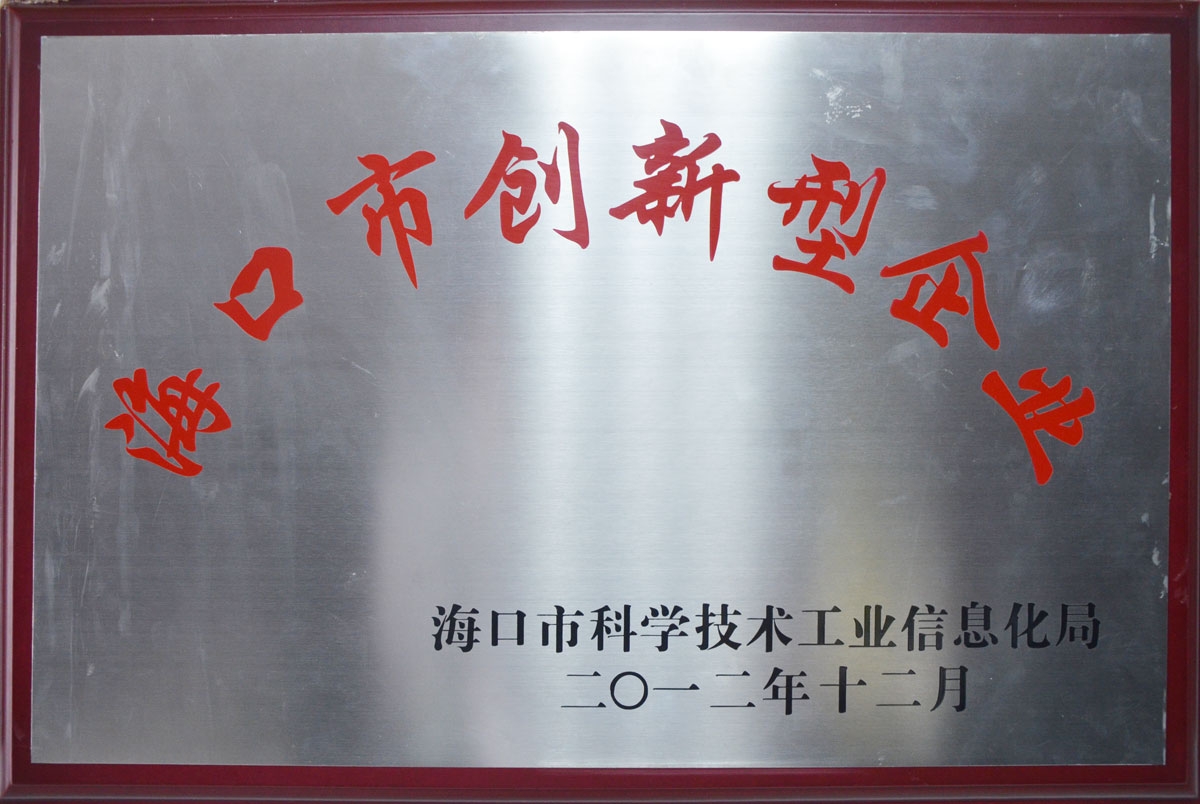 海口市创新型企业
海口市科学技术工业信息化局
二〇一二年十二月